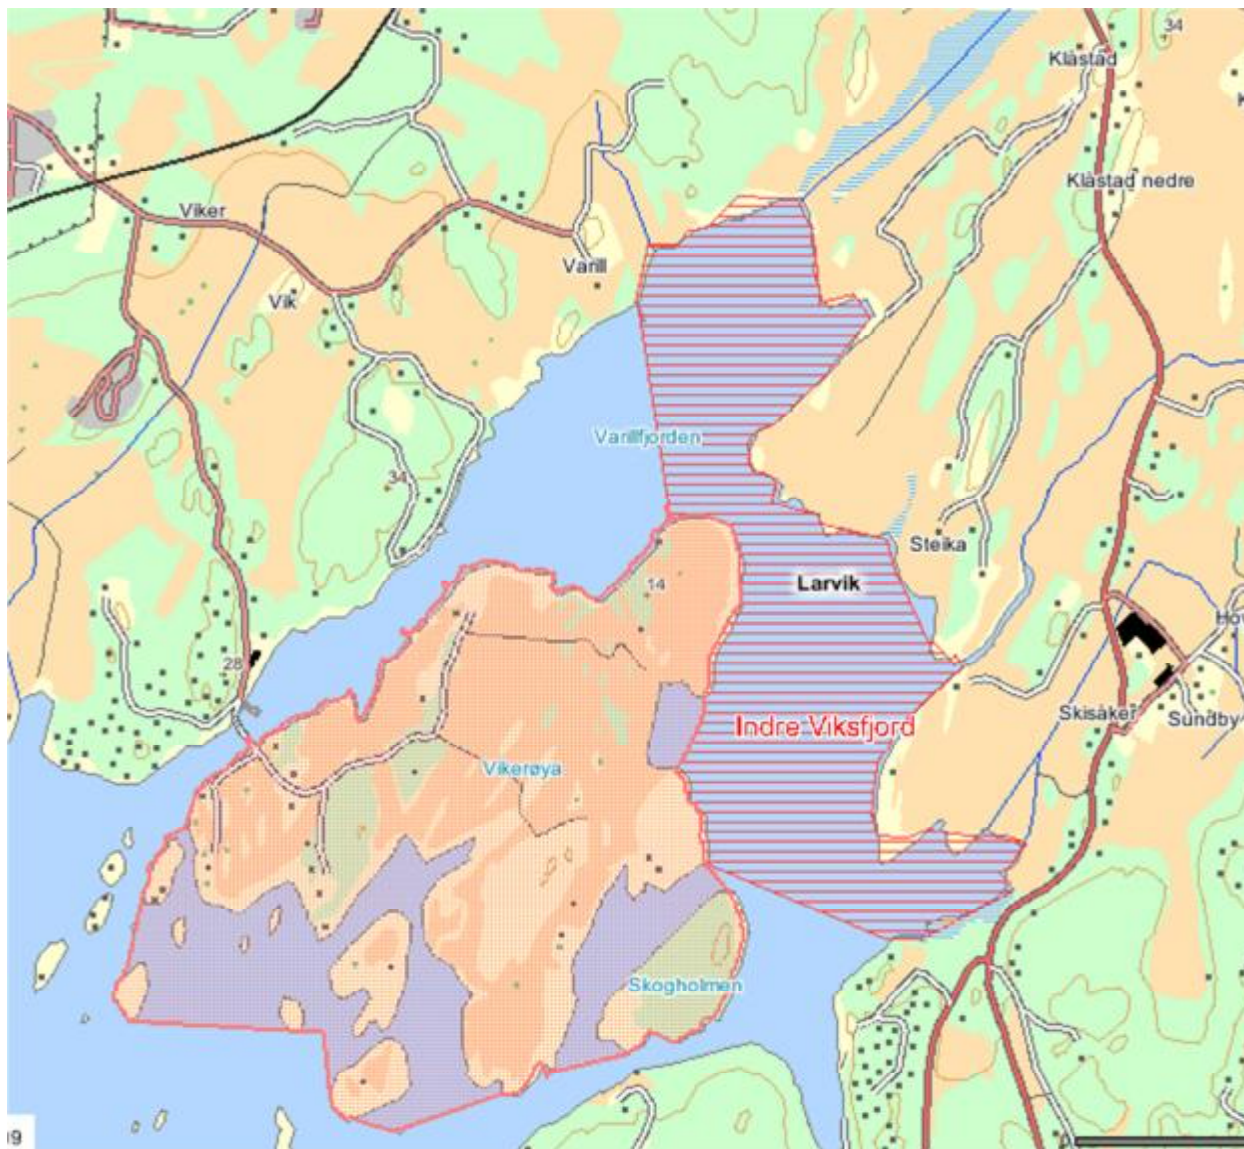 34
Klåstad
Klåstad nedre
Viker
Varill
Vik
Varillfjorden
34
Steika
14
Larvik
28
Skisåker
Sundby
Indre Viksfjord
Vikerøya
Skogholmen